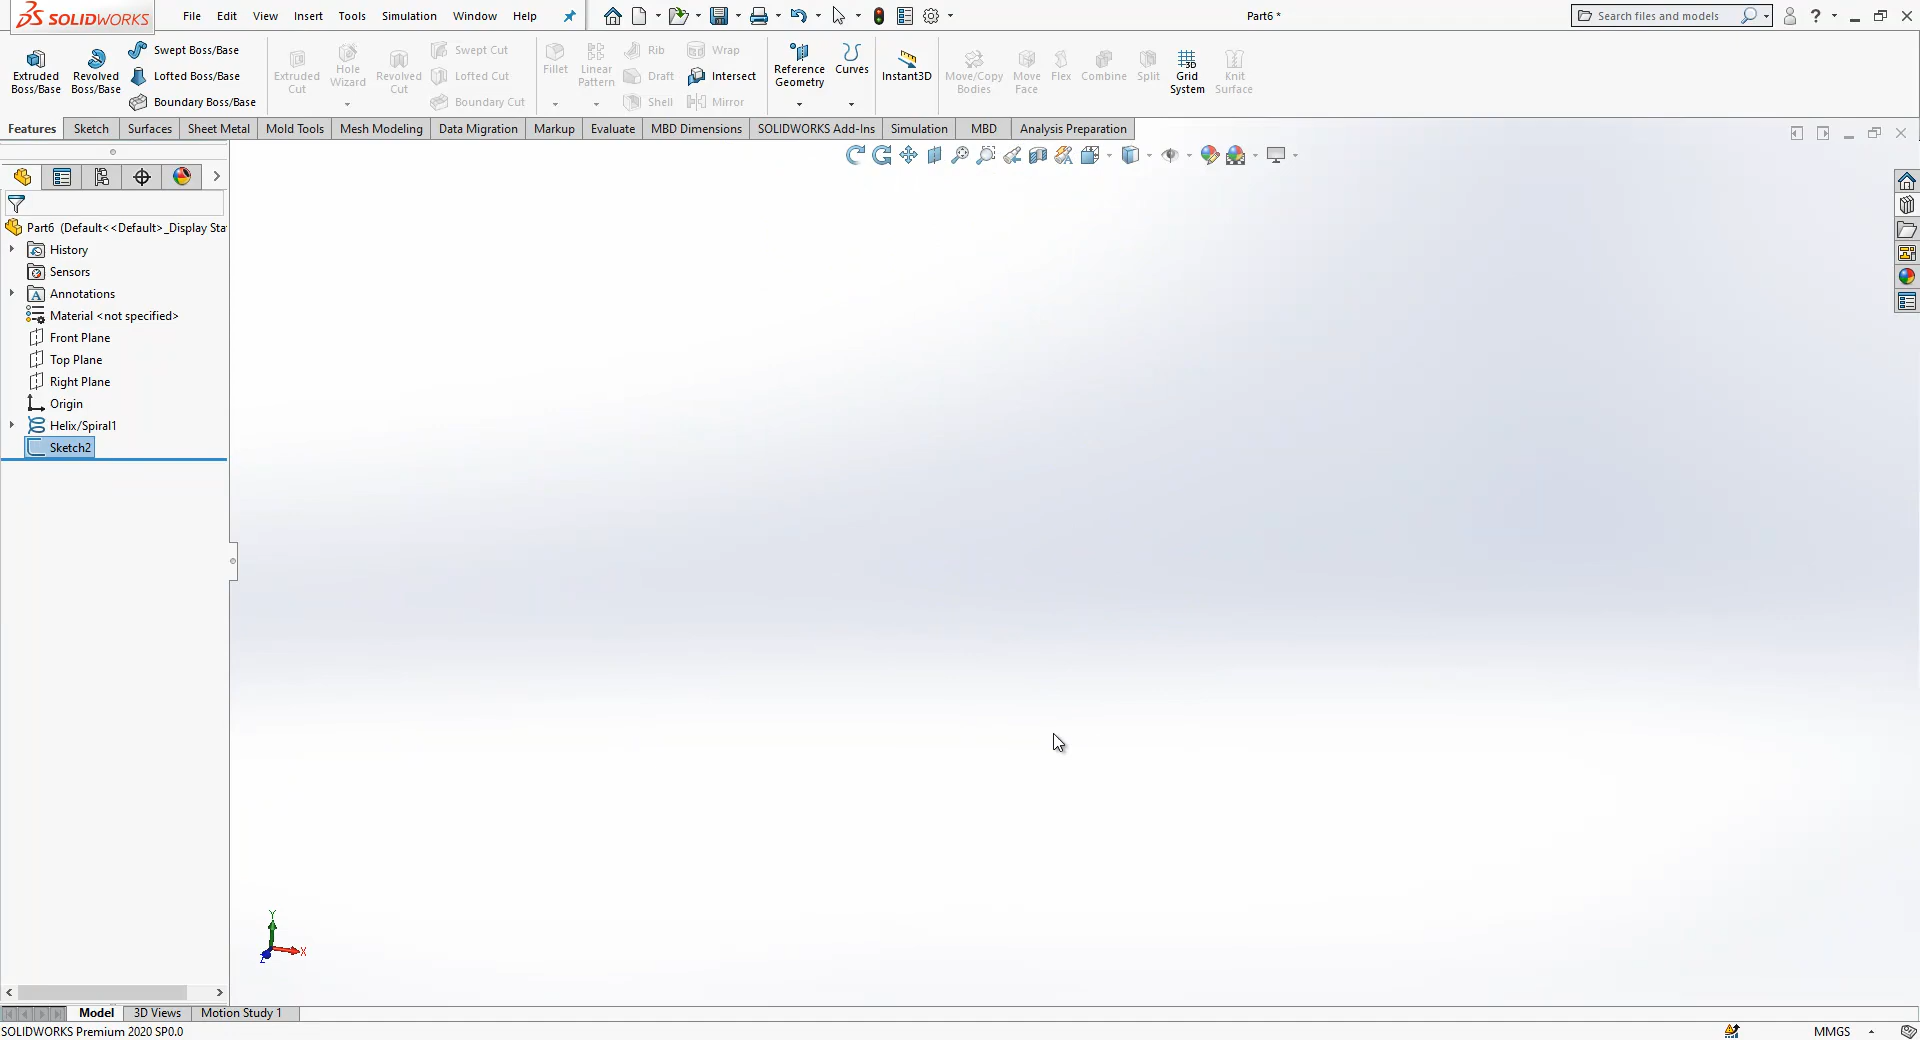 SOLIDWORKS
File Edit View Insert Tools Simulation Window Help
Part6 *
Search files and models
Extruded Boss/Base
Revolved Boss/Base
Swept Boss/Base
Lofted Boss/Base
Boundary Boss/Base
Extruded Cut
Hole Wizard
Revolved Cut
Swept Cut
Lofted Cut
Boundary Cut
Fillet
Linear Pattern
Rib
Draft
Shell
Wrap
Intersect
Mirror
Reference Geometry
Curves
Instant3D
Move/Copy Bodies
Move Face
Flex
Combine
Split
3D Grid System
Knit Surface
Features Sketch Surfaces Sheet Metal Mold Tools Mesh Modeling Data Migration Markup Evaluate MBD Dimensions SOLIDWORKS Add-Ins Simulation MBD Analysis Preparation
Part6 (Default<<Default>_Display Sta
History
Sensors
Annotations
Material <not specified>
Front Plane
Top Plane
Right Plane
Origin
Helix/Spiral1
Sketch2
Y
X
Z
Model 3D Views Motion Study 1
SOLIDWORKS Premium 2020 SP0.0
MMGS